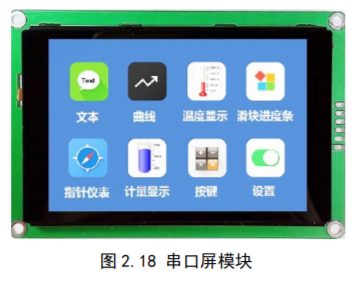 Text
文本 曲线 温度显示 滑块进度条
指针仪表 计量显示 按键 设置
图2.18 串口屏模块